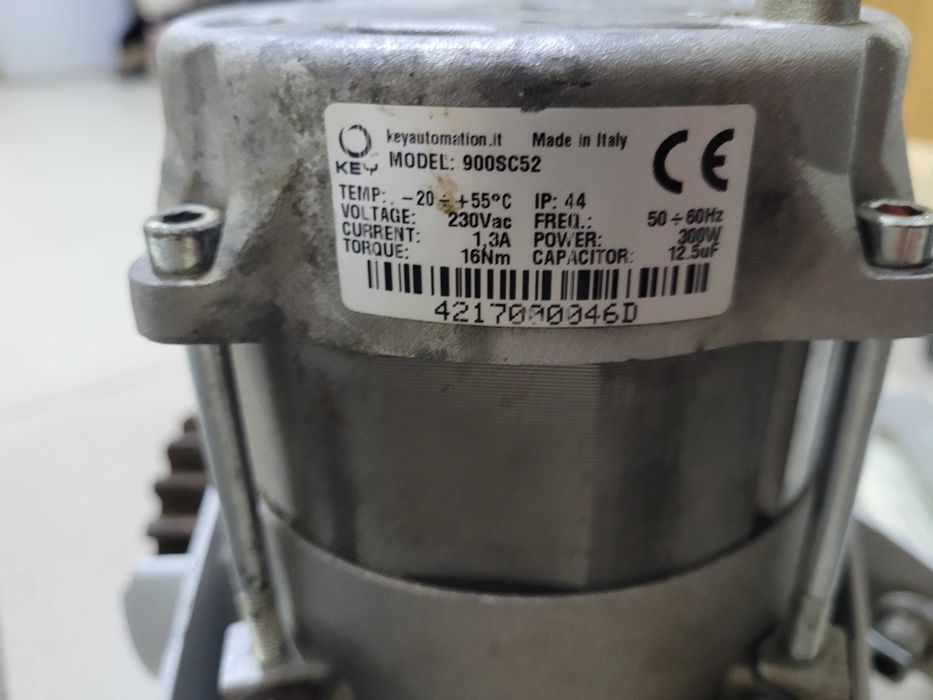 keyautomation.it Made in Italy
KEY MODEL: 900SC52
CE
TEMP: -20 ÷ +55°C IP: 44
VOLTAGE: 230Vac FREQ.: 50 ÷ 60Hz
CURRENT: 1,3A POWER: 300W
TORQUE: 16Nm CAPACITOR: 12.5uF
4217000046D